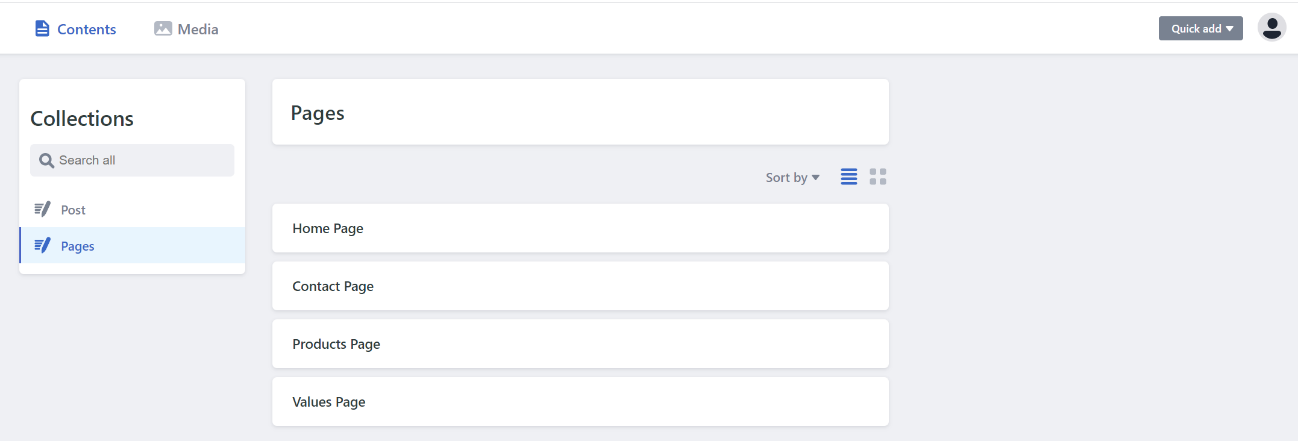 Contents
Media
Quick add
Collections
Search all
Post
Pages
Pages
Sort by
Home Page
Contact Page
Products Page
Values Page